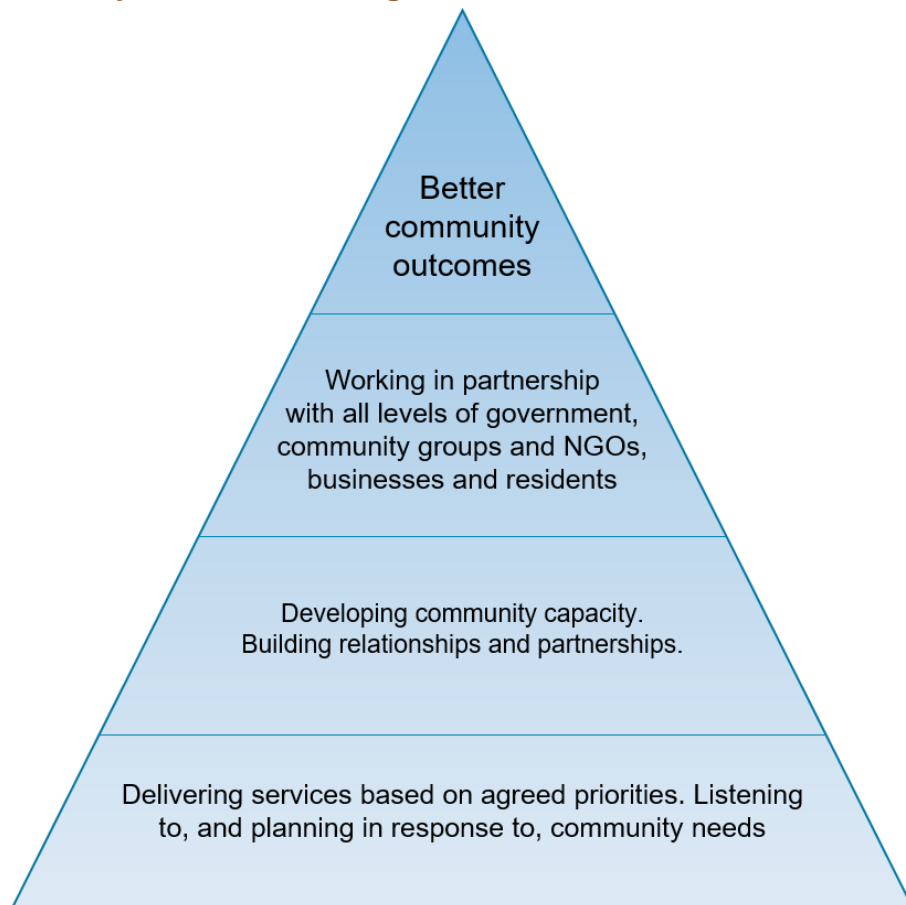 Better
community
outcomes
Working in partnership
with all levels of government,
community groups and NGOs,
businesses and residents
Developing community capacity.
Building relationships and partnerships.
Delivering services based on agreed priorities. Listening
to, and planning in response to, community needs